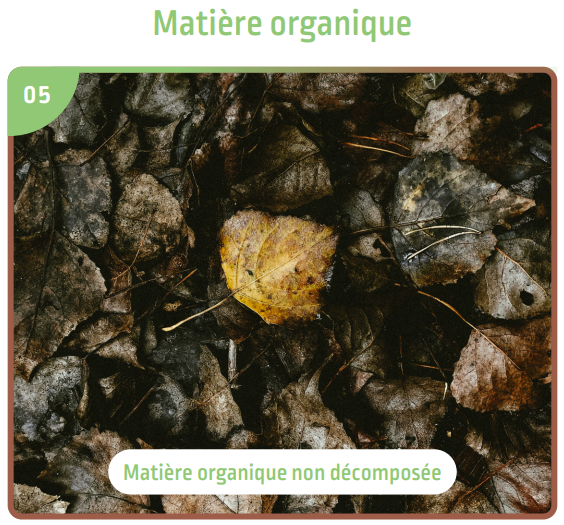 Matière organique
05
Matière organique non décomposée